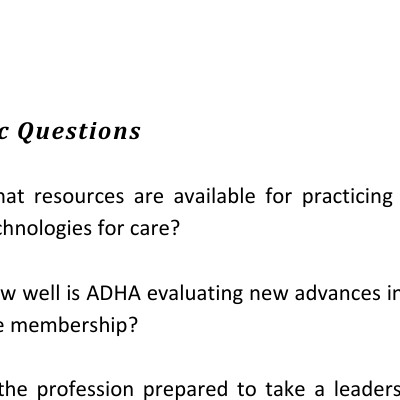 c Questions
hat resources are available for practicing
chnologies for care?
w well is ADHA evaluating new advances in
e membership?
the profession prepared to take a leaders